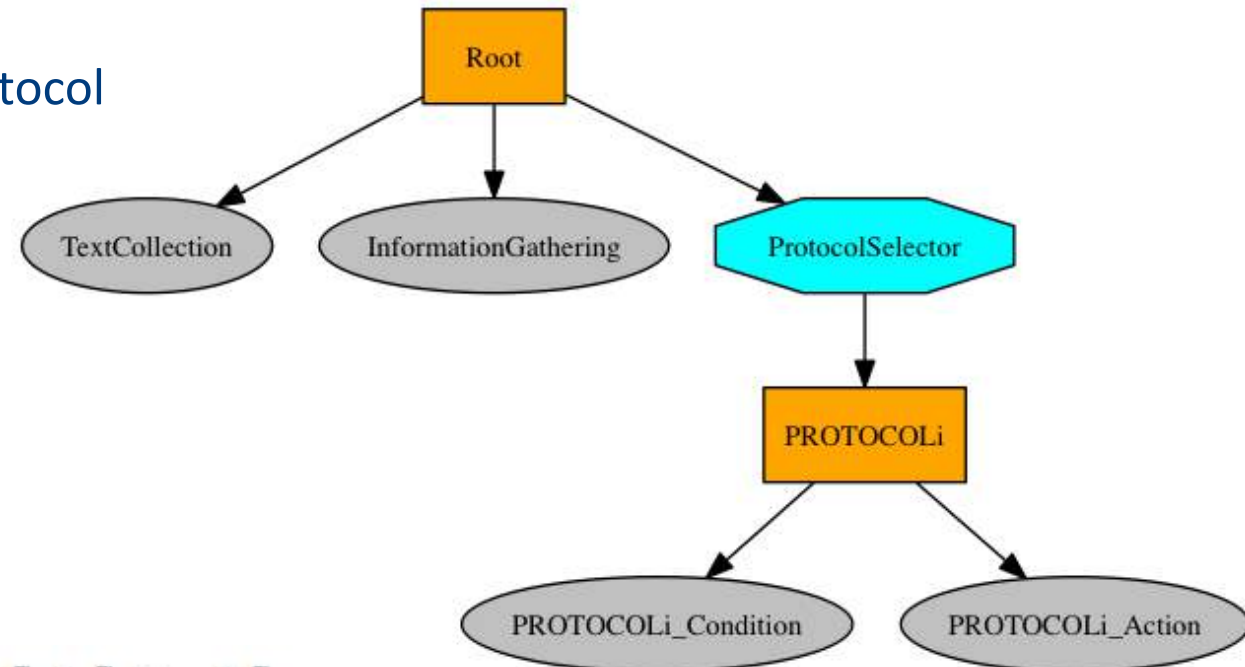 Root
tocol
TextCollection
InformationGathering
ProtocolSelector
PROTOCOLi
PROTOCOLi_Condition
PROTOCOLi_Action